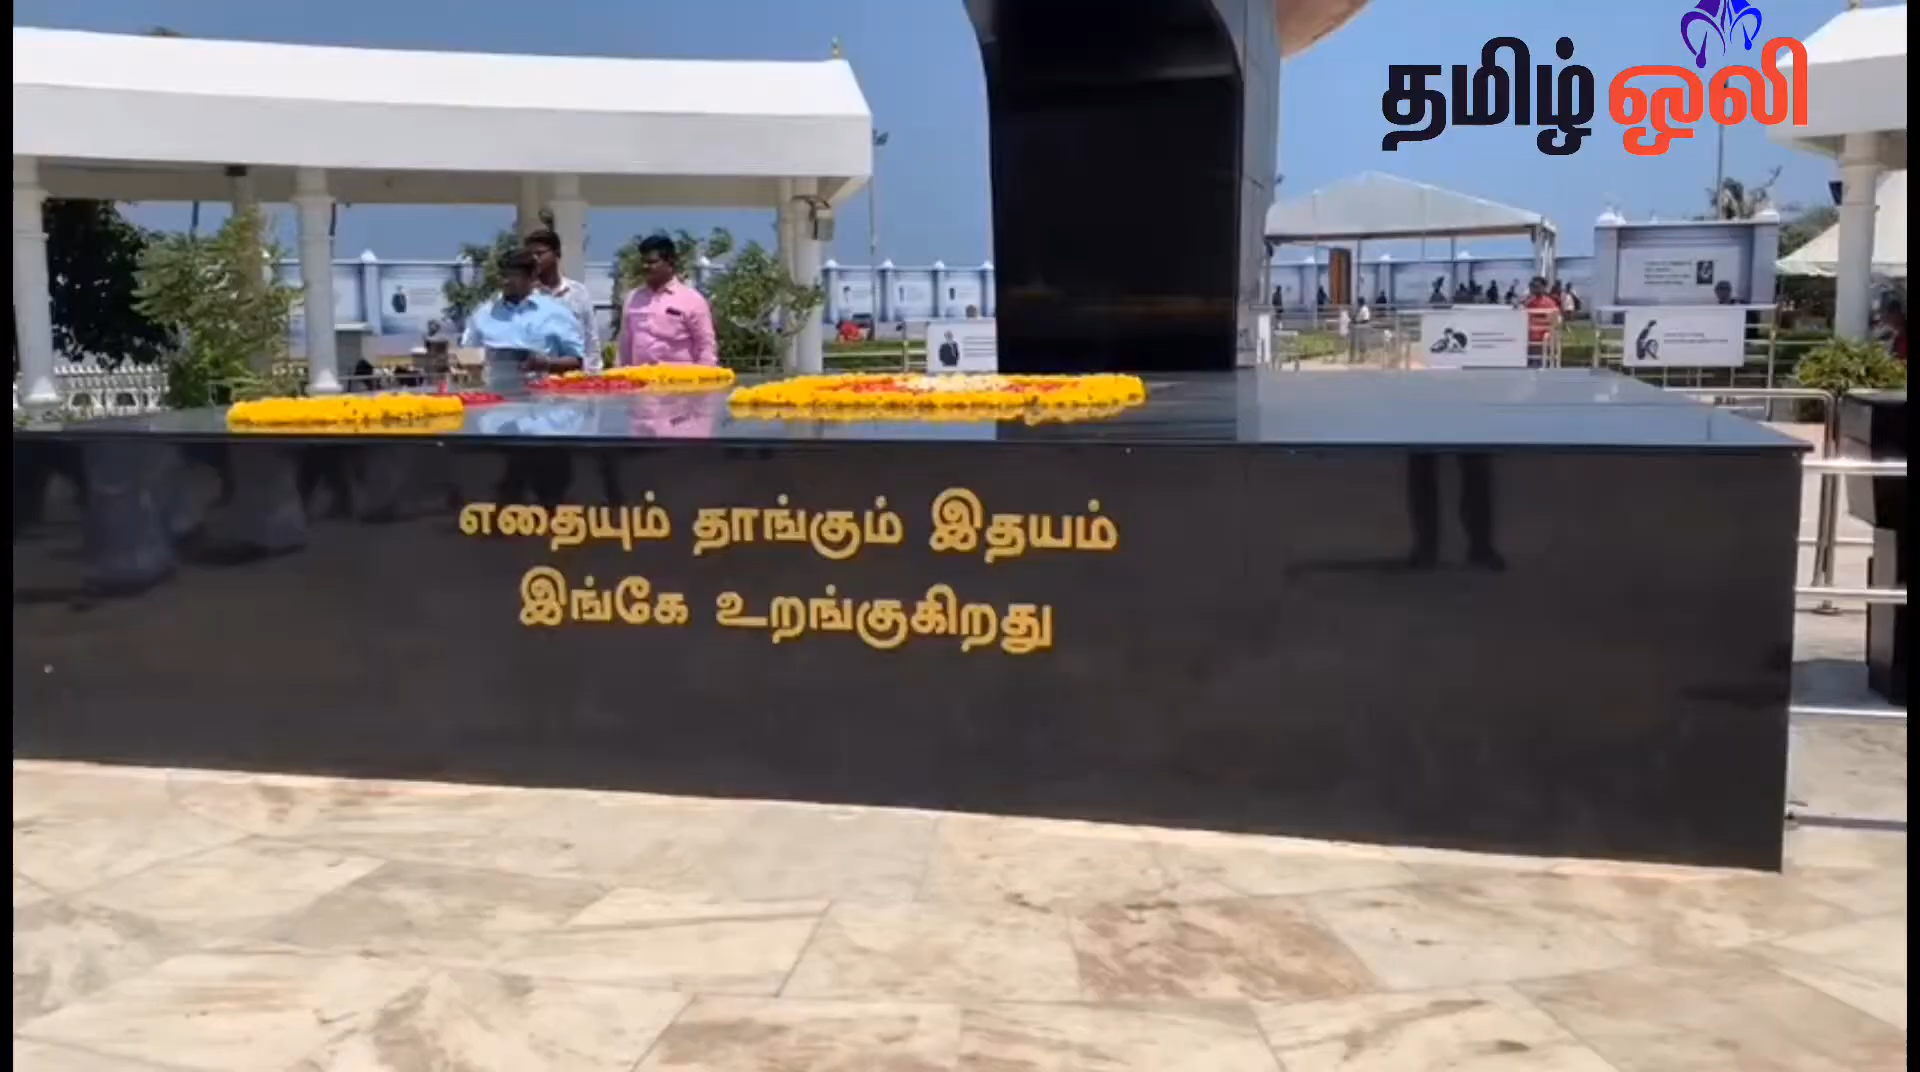 தமிழ் ஒலி
எதையும் தாங்கும் இதயம்
இங்கே உறங்குகிறது